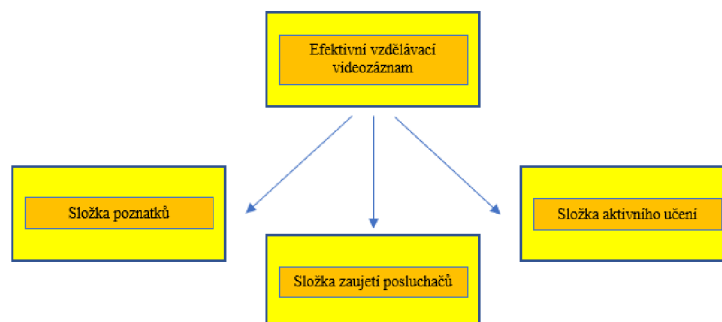 Efektivní vzdělávací
videozáznam
Složka poznatků
Složka zaujetí posluchačů
Složka aktivního učení